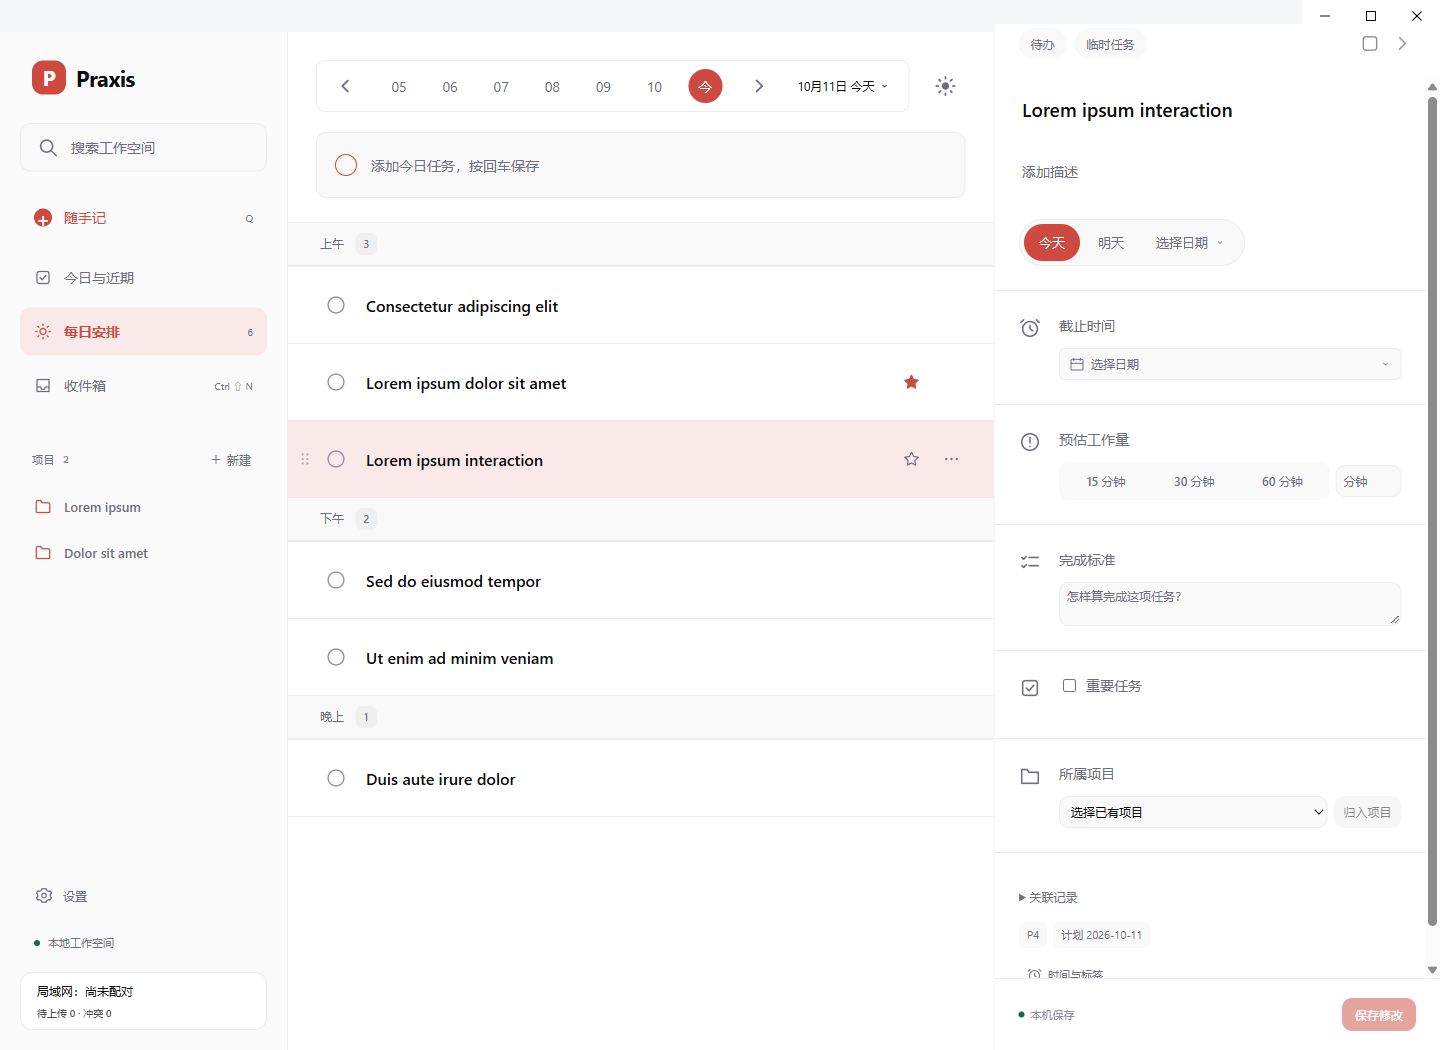 P Praxis
搜索工作空间
随手记 Q
今日与近期
每日安排 6
收件箱 Ctrl ⇧ N
项目 2 + 新建
Lorem ipsum
Dolor sit amet
设置
本地工作空间
局域网：尚未配对
待上传 0 · 冲突 0
05 06 07 08 09 10 今 10月11日 今天
添加今日任务，按回车保存
上午 3
Consectetur adipiscing elit
Lorem ipsum dolor sit amet
Lorem ipsum interaction
下午 2
Sed do eiusmod tempor
Ut enim ad minim veniam
晚上 1
Duis aute irure dolor
待办 临时任务
Lorem ipsum interaction
添加描述
今天 明天 选择日期
截止时间
选择日期
预估工作量
15 分钟 30 分钟 60 分钟 分钟
完成标准
怎样算完成这项任务？
重要任务
所属项目
选择已有项目 归入项目
关联记录
P4 计划 2026-10-11
时间与标签
本机保存 保存修改